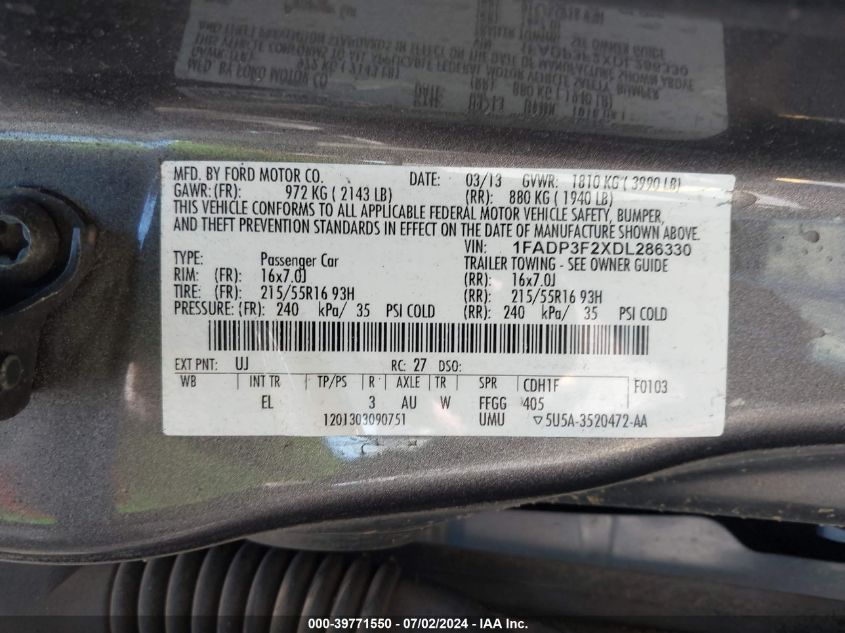 MFD. BY FORD MOTOR CO. DATE: 03/13 GVWR: 1810 KG ( 3990 LB)
GAWR: (FR): 972 KG ( 2143 LB) (RR): 880 KG ( 1940 LB)
THIS VEHICLE CONFORMS TO ALL APPLICABLE FEDERAL MOTOR VEHICLE SAFETY, BUMPER,
AND THEFT PREVENTION STANDARDS IN EFFECT ON THE DATE OF MANUFACTURE SHOWN ABOVE.
VIN: 1FADP3F2XDL286330
TYPE: Passenger Car TRAILER TOWING - SEE OWNER GUIDE
RIM: (FR): 16x7.0J (RR): 16x7.0J
TIRE: (FR): 215/55R16 93H (RR): 215/55R16 93H
PRESSURE: (FR): 240 kPa/ 35 PSI COLD (RR): 240 kPa/ 35 PSI COLD
EXT PNT: UJ RC: 27 DSO:
WB INT TR TP/PS R AXLE TR SPR CDH1F F0103
EL 3 AU W FFGG 405
1201303090751 UMU ▽5U5A-3520472-AA
000-39771550 - 07/02/2024 - IAAI.com